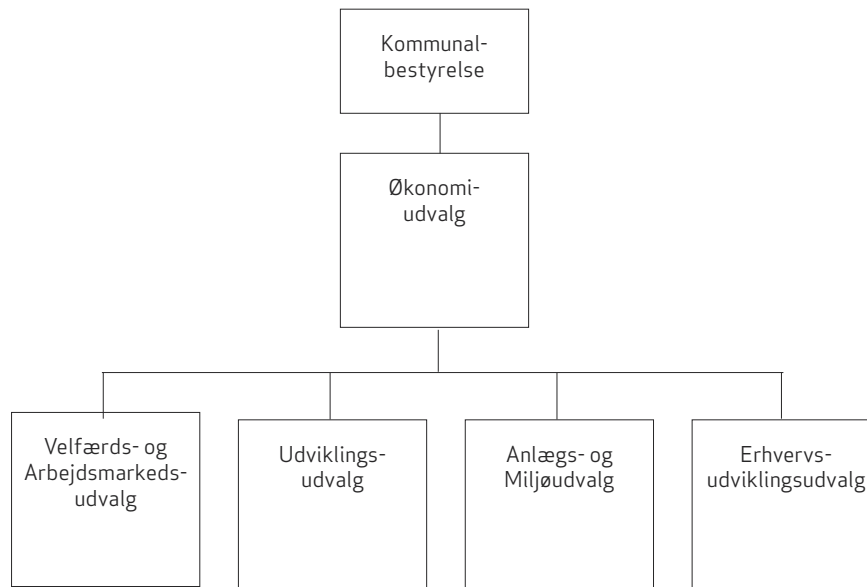 Kommunal-
bestyrelse
Økonomi-
udvalg
Velfærds- og
Arbejdsmarkeds-
udvalg
Udviklings-
udvalg
Anlægs- og
Miljøudvalg
Erhvervs-
udviklingsudvalg